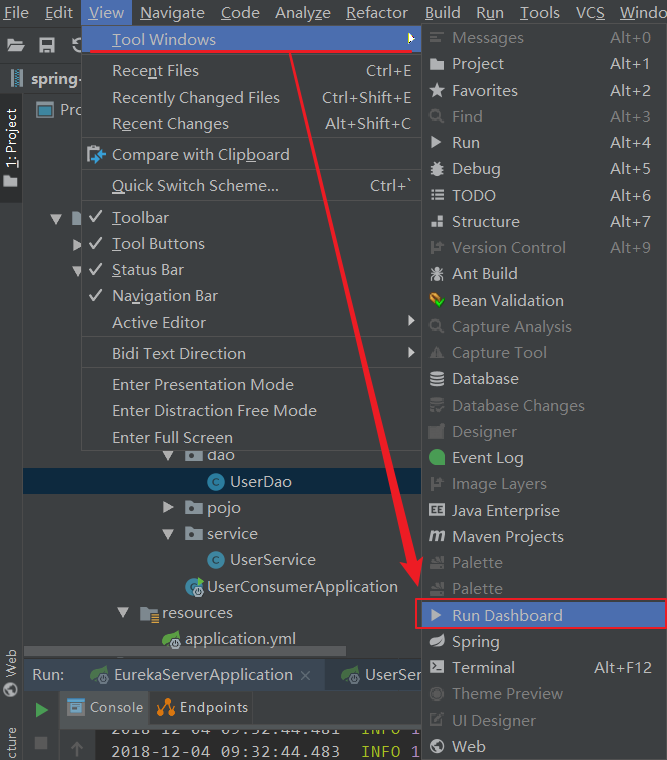 File Edit View Navigate Code Analyze Refactor Build Run Tools VCS Windo
spring-
1: Project
Pro
Tool Windows
Recent Files Ctrl+E
Recently Changed Files Ctrl+Shift+E
Recent Changes Alt+Shift+C
Compare with Clipboard
Quick Switch Scheme... Ctrl+`
Toolbar
Tool Buttons
Status Bar
Navigation Bar
Active Editor
Bidi Text Direction
Enter Presentation Mode
Enter Distraction Free Mode
Enter Full Screen
Messages Alt+0
Project Alt+1
Favorites Alt+2
Find Alt+3
Run Alt+4
Debug Alt+5
TODO Alt+6
Structure Alt+7
Version Control Alt+9
Ant Build
Bean Validation
Capture Analysis
Capture Tool
Database
Database Changes
Designer
Event Log
Image Layers
Java Enterprise
Maven Projects
Palette
Palette
Run Dashboard
Spring
Terminal Alt+F12
Theme Preview
UI Designer
Web
dao
UserDao
pojo
service
UserService
UserConsumerApplication
resources
application.yml
Web
cture
Run: EurekaServerApplication UserSer
Console Endpoints
2018-12-04 09:32:44.483 INFO 1
2018-12-04 09:32:44.483 INFO 1